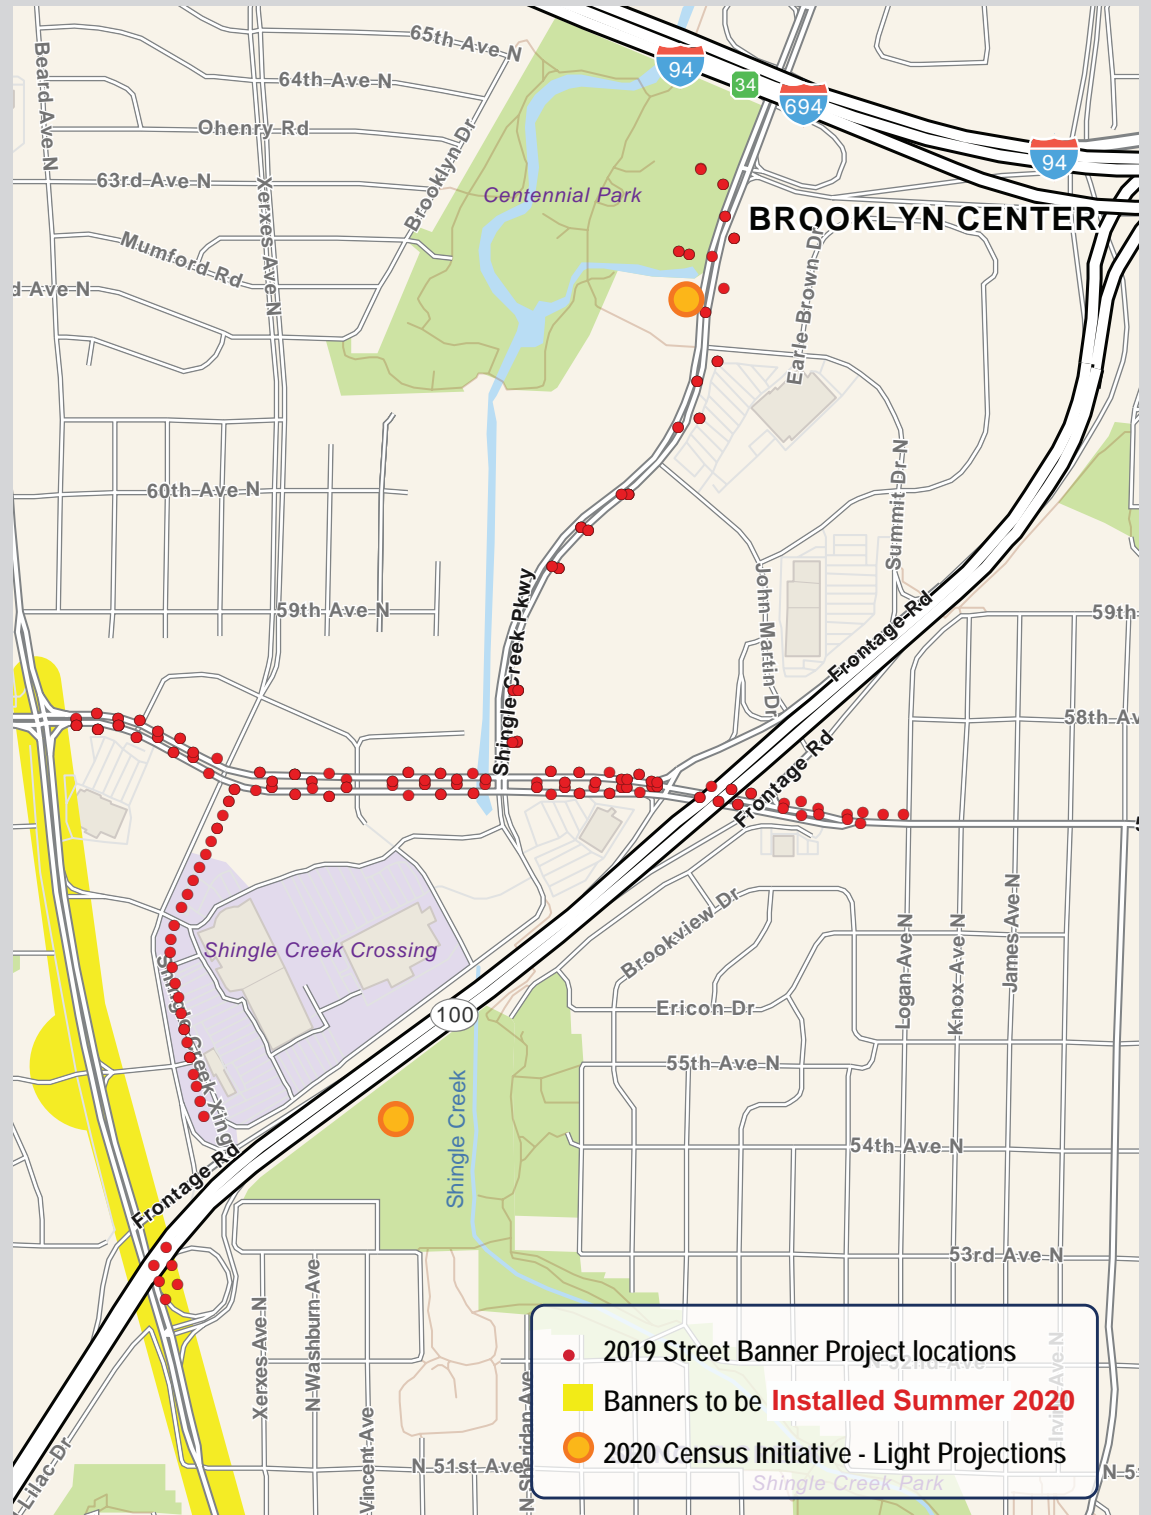 65th Ave N
94
34
694
94
64th Ave N
Beard Ave N
Ohenry Rd
Brooklyn Dr
63rd Ave N
Xerxes Ave N
Centennial Park
BROOKLYN CENTER
Mumford Rd
d Ave N
Earle Brown Dr
60th Ave N
Summit Dr N
59th Ave N
Shingle Creek Pkwy
John Martin Dr
Frontage Rd
59th
58th Av
Frontage Rd
Brookview Dr
Logan Ave N
Knox Ave N
James Ave N
Shingle Creek Crossing
Shingle Creek Xing
100
Ericon Dr
55th Ave N
Shingle Creek
54th Ave N
Frontage Rd
53rd Ave N
Xerxes Ave N
N Washburn Ave
Vincent Ave
N Sheridan Ave
N 51st Ave
Lilac Dr
2019 Street Banner Project locations
N 52nd Ave
Banners to be Installed Summer 2020
2020 Census Initiative - Light Projections
Shingle Creek Park
N 5